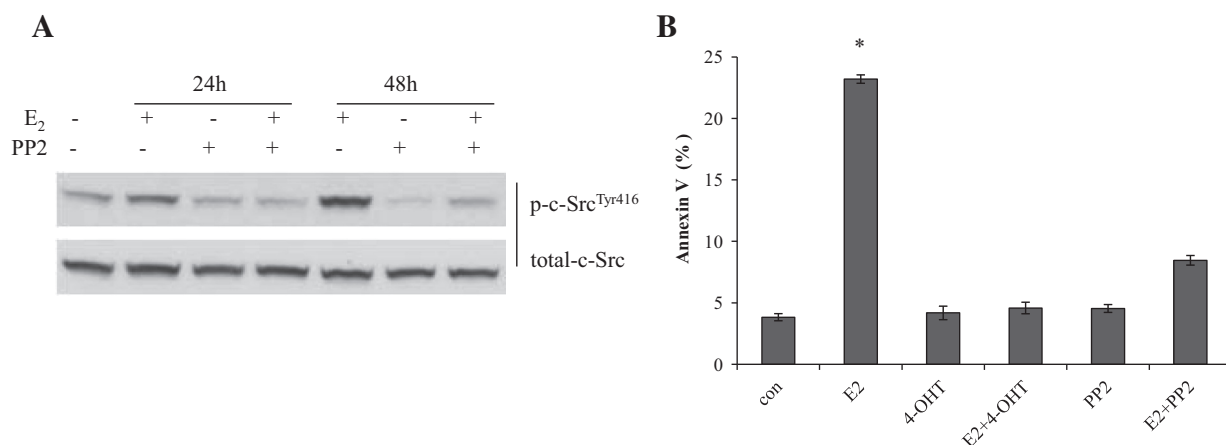 A
24h 48h
E2 - + - + + - +
PP2 - - + + - + +
p-c-SrcTyr416
total-c-Src
B
*
25
20
15
10
5
0
Annexin V (%)
con E2 4-OHT E2+4-OHT PP2 E2+PP2